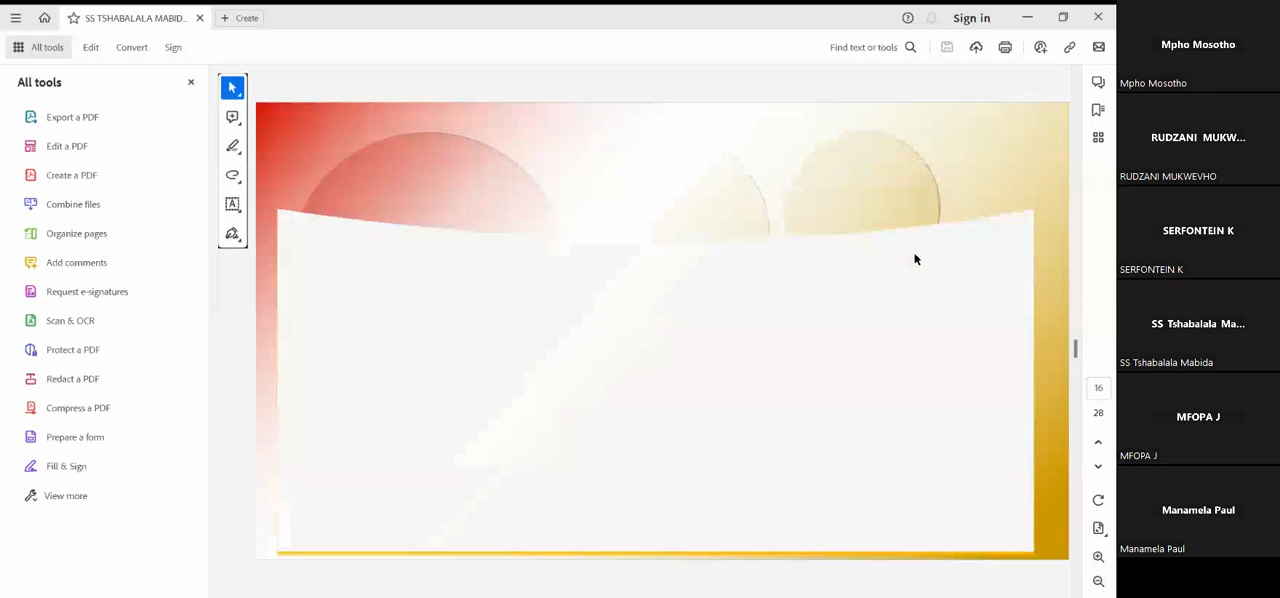 SS TSHABALALA MABID...
Create
Sign in
All tools
Edit
Convert
Sign
Find text or tools
All tools
Export a PDF
Edit a PDF
Create a PDF
Combine files
Organize pages
Add comments
Request e-signatures
Scan & OCR
Protect a PDF
Redact a PDF
Compress a PDF
Prepare a form
Fill & Sign
View more
16
28
Mpho Mosotho
Mpho Mosotho
RUDZANI MUKW...
RUDZANI MUKWEVHO
SERFONTEIN K
SERFONTEIN K
SS Tshabalala Ma...
SS Tshabalala Mabida
MFOPA J
MFOPA J
Manamela Paul
Manamela Paul